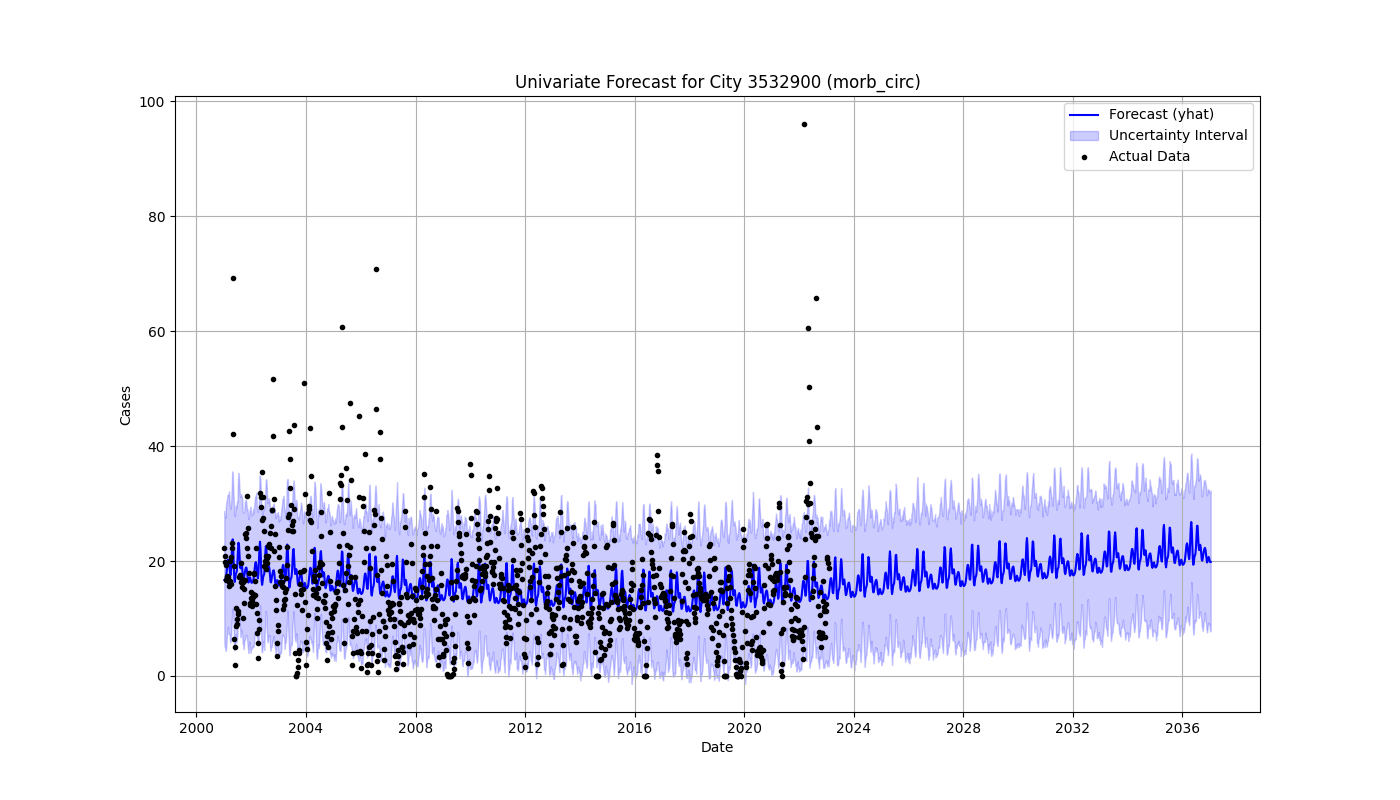 Univariate Forecast for City 3532900 (morb_circ)
100
80
60
40
20
0
Cases
Forecast (yhat)
Uncertainty Interval
Actual Data
2000 2004 2008 2012 2016 2020 2024 2028 2032 2036
Date